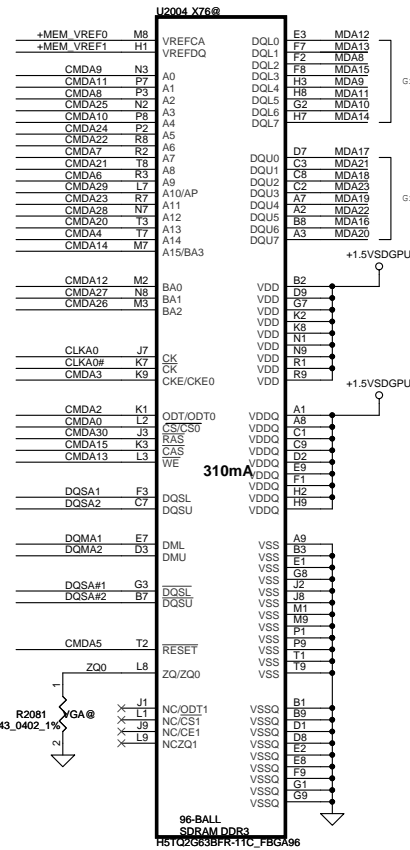 U2004 X76@
+MEM_VREF0 M8 VREFCA
+MEM_VREF1 H1 VREFDQ
CMDA9 N3 A0
CMDA11 P7 A1
CMDA8 P3 A2
CMDA25 N2 A3
CMDA10 P8 A4
CMDA24 P2 A5
CMDA22 R8 A6
CMDA7 R2 A7
CMDA21 T8 A8
CMDA6 R3 A9
CMDA29 L7 A10/AP
CMDA23 R7 A11
CMDA28 N7 A12
CMDA20 T3 A13
CMDA4 T7 A14
CMDA14 M7 A15/BA3
CMDA12 M2 BA0
CMDA27 N8 BA1
CMDA26 M3 BA2
CLKA0 J7 CK
CLKA0# K7 CK
CMDA3 K9 CKE/CKE0
CMDA2 K1 ODT/ODT0
CMDA0 L2 CS/CS0
CMDA30 J3 RAS
CMDA15 K3 CAS
CMDA13 L3 WE
DQSA1 F3 DQSL
DQSA2 C7 DQSU
DQMA1 E7 DML
DQMA2 D3 DMU
DQSA#1 G3 DQSL
DQSA#2 B7 DQSU
CMDA5 T2 RESET
ZQ0 L8 ZQ/ZQ0
1
R2081 VGA@
43_0402_1%
2
J1 NC/ODT1
L1 NC/CS1
J9 NC/CE1
L9 NCZQ1
310mA
DQL0 E3 MDA12
DQL1 F7 MDA13
DQL2 F2 MDA8
DQL3 F8 MDA15
DQL4 H3 MDA9
DQL5 H8 MDA11
DQL6 G2 MDA10
DQL7 H7 MDA14
DQU0 D7 MDA17
DQU1 C3 MDA21
DQU2 C8 MDA18
DQU3 C2 MDA23
DQU4 A7 MDA19
DQU5 A2 MDA22
DQU6 B8 MDA16
DQU7 A3 MDA20
+1.5VSDGPU
VDD B2
VDD D9
VDD G7
VDD K2
VDD K8
VDD N1
VDD N9
VDD R1
VDD R9
+1.5VSDGPU
VDDQ A1
VDDQ A8
VDDQ C1
VDDQ C9
VDDQ D2
VDDQ E9
VDDQ F1
VDDQ H2
VDDQ H9
VSS A9
VSS B3
VSS E1
VSS G8
VSS J2
VSS J8
VSS M1
VSS M9
VSS P1
VSS P9
VSS T1
VSS T9
VSSQ B1
VSSQ B9
VSSQ D1
VSSQ D8
VSSQ E2
VSSQ E8
VSSQ F9
VSSQ G1
VSSQ G9
96-BALL
SDRAM DDR3
H5TQ2G63BFR-11C_FBGA96